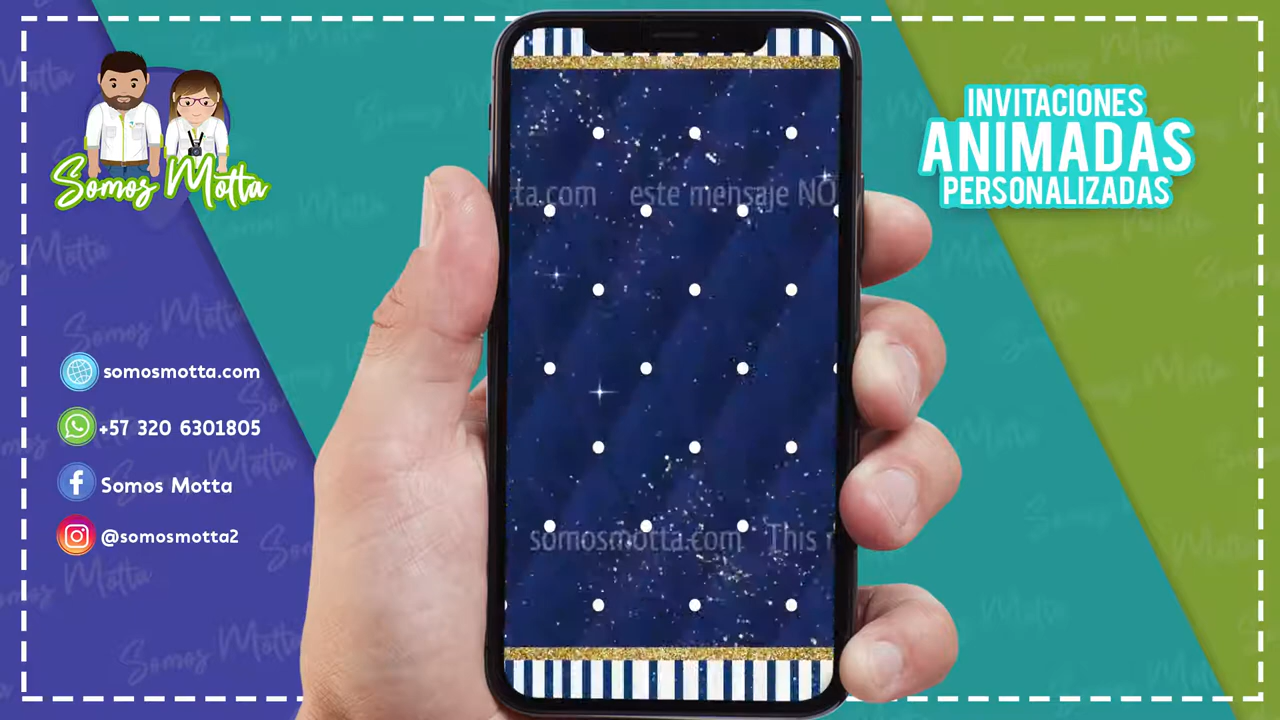 Somos Motta
INVITACIONES
ANIMADAS
PERSONALIZADAS
ta.com este mensaje NO
somosmotta.com
+57 320 6301805
Somos Motta
@somosmotta2
somosmotta.com This